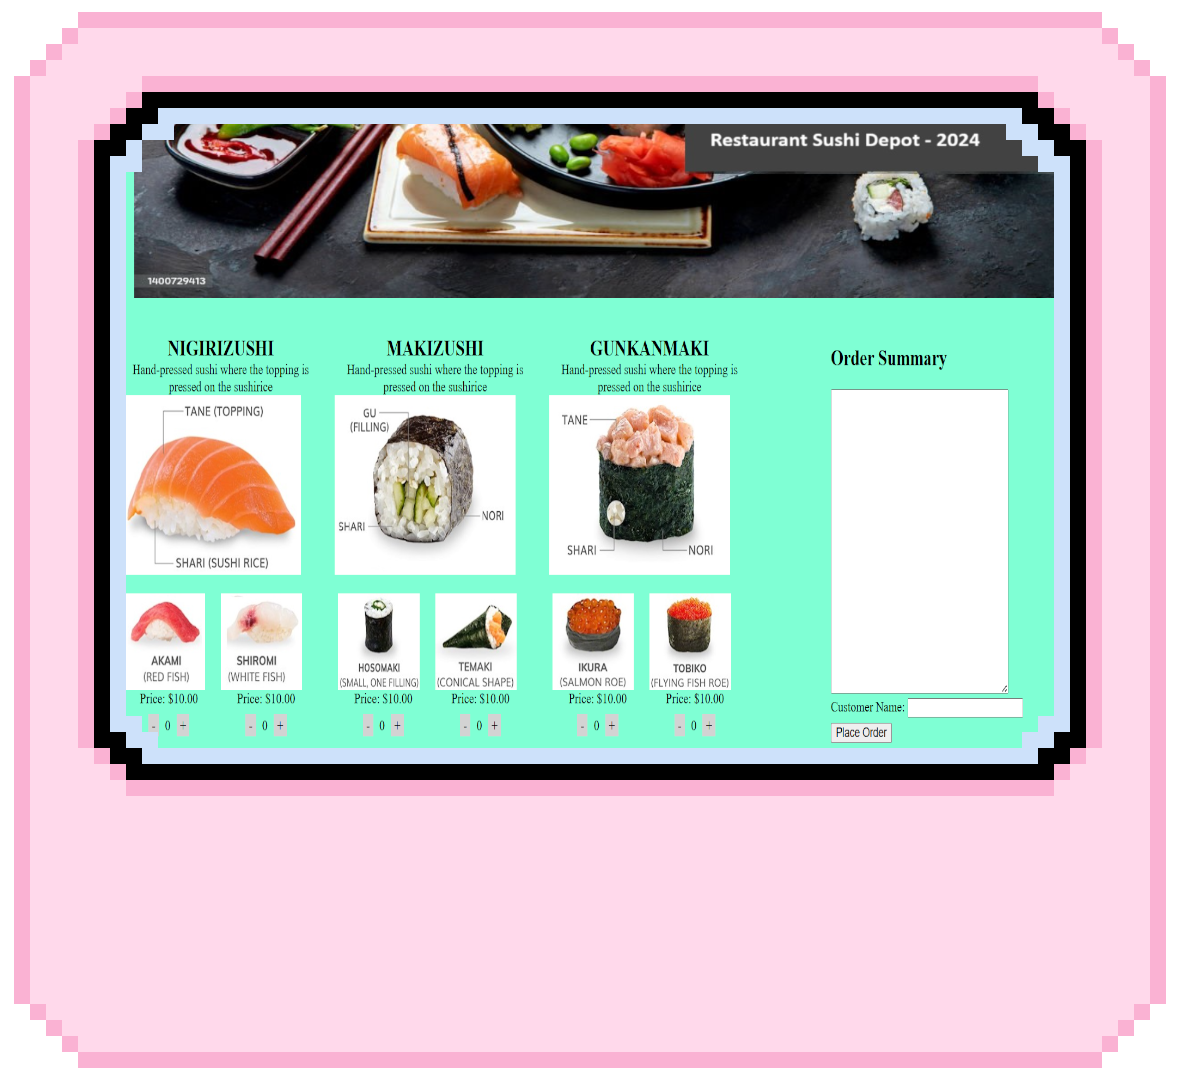 Restaurant Sushi Depot - 2024
1400729413
NIGIRIZUSHI
Hand-pressed sushi where the topping is
pressed on the sushirice
TANE (TOPPING)
SHARI (SUSHI RICE)
AKAMI
(RED FISH)
Price: $10.00
- 0 +
SHIROMI
(WHITE FISH)
Price: $10.00
- 0 +
MAKIZUSHI
Hand-pressed sushi where the topping is
pressed on the sushirice
GU
(FILLING)
SHARI
NORI
HOSOMAKI
(SMALL, ONE FILLING)
Price: $10.00
- 0 +
TEMAKI
(CONICAL SHAPE)
Price: $10.00
- 0 +
GUNKANMAKI
Hand-pressed sushi where the topping is
pressed on the sushirice
TANE
SHARI
NORI
IKURA
(SALMON ROE)
Price: $10.00
- 0 +
TOBIKO
(FLYING FISH ROE)
Price: $10.00
- 0 +
Order Summary
Customer Name:
Place Order